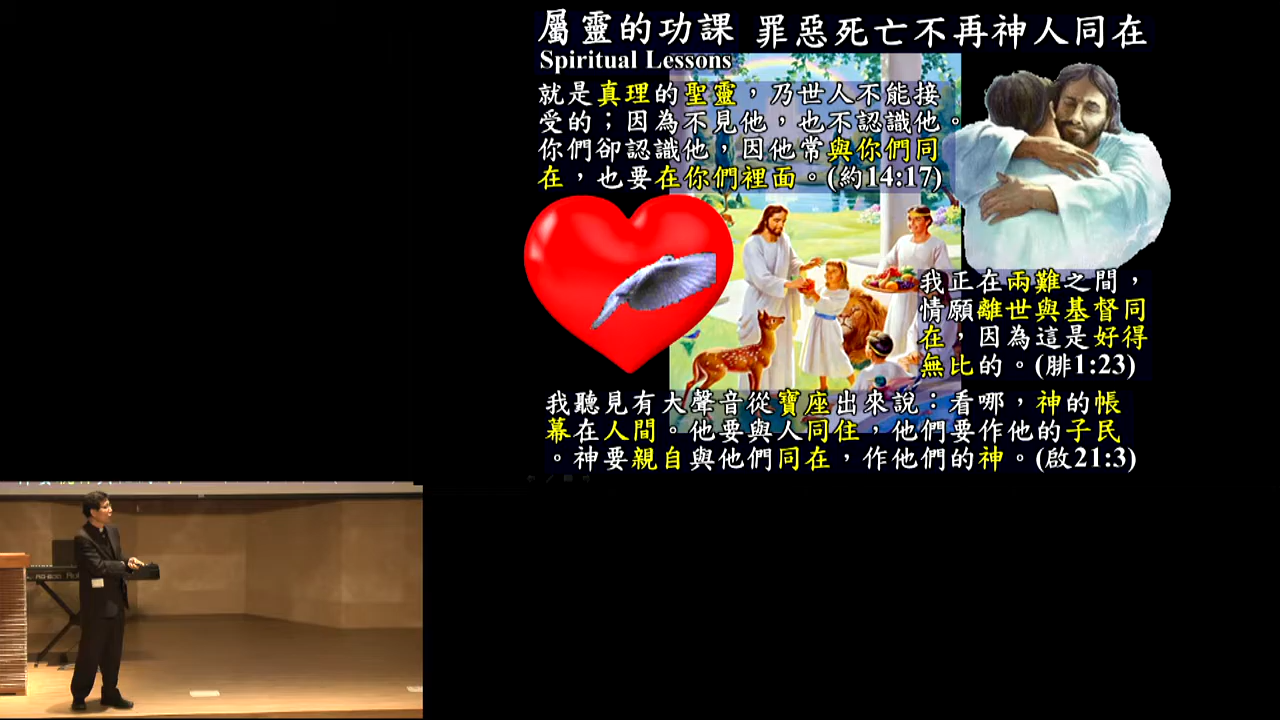 屬靈的功課 罪惡死亡不再神人同在
Spiritual Lessons
就是真理的聖靈，乃世人不能接
受的；因為不見他，也不認識他。
你們卻認識他，因他常與你們同
在，也要在你們裡面。(約14:17)
我正在兩難之間，
情願離世與基督同
在，因為這是好得
無比的。(腓1:23)
我聽見有大聲音從寶座出來說：看哪，神的帳
幕在人間。他要與人同住，他們要作他的子民
。神要親自與他們同在，作他們的神。(啟21:3)